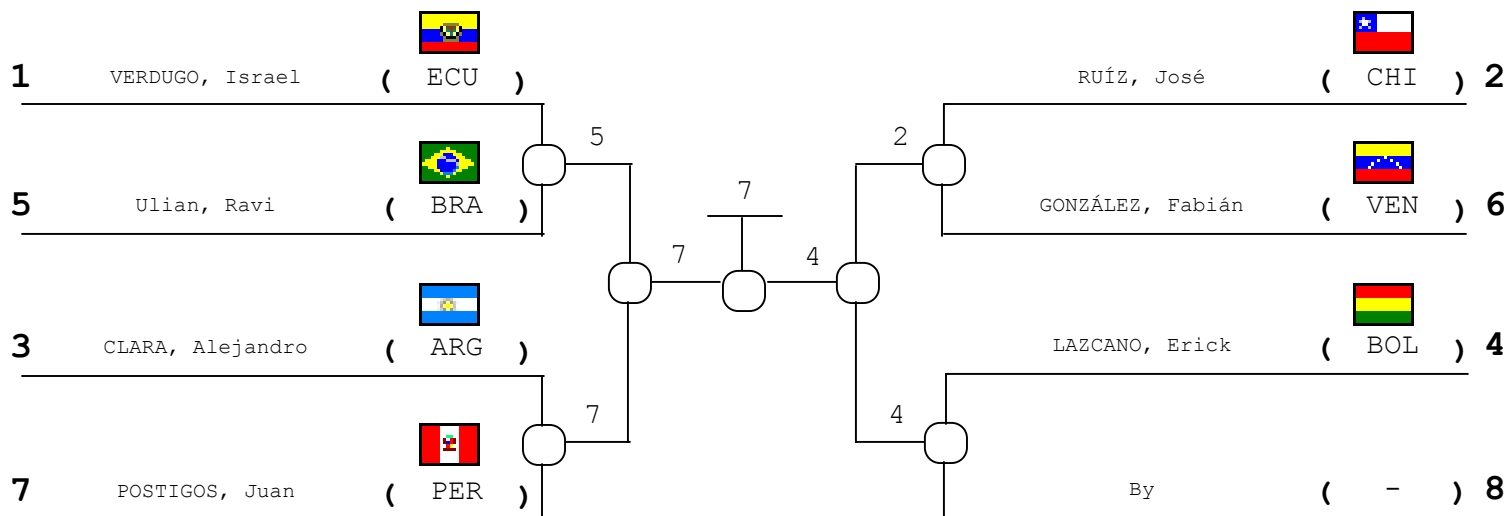 1 VERDUGO, Israel ( ECU ) RUÍZ, José ( CHI ) 2
5 2
5 Ulian, Ravi ( BRA ) 7 GONZÁLEZ, Fabián ( VEN ) 6
7 4
3 CLARA, Alejandro ( ARG ) LAZCANO, Erick ( BOL ) 4
7 4
7 POSTIGOS, Juan ( PER ) By ( - ) 8